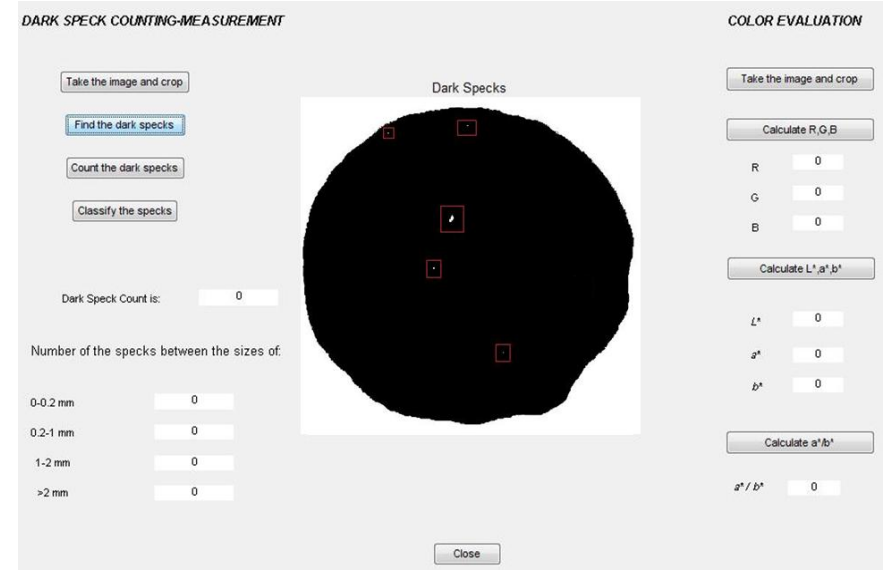 DARK SPECK COUNTING-MEASUREMENT
Take the image and crop
Find the dark specks
Count the dark specks
Classify the specks
Dark Speck Count is: 0
Number of the specks between the sizes of:
0-0.2 mm 0
0.2-1 mm 0
1-2 mm 0
>2 mm 0
Dark Specks
Close
COLOR EVALUATION
Take the image and crop
Calculate R,G,B
R 0
G 0
B 0
Calculate L*,a*,b*
L* 0
a* 0
b* 0
Calculate a*/b*
a* / b* 0